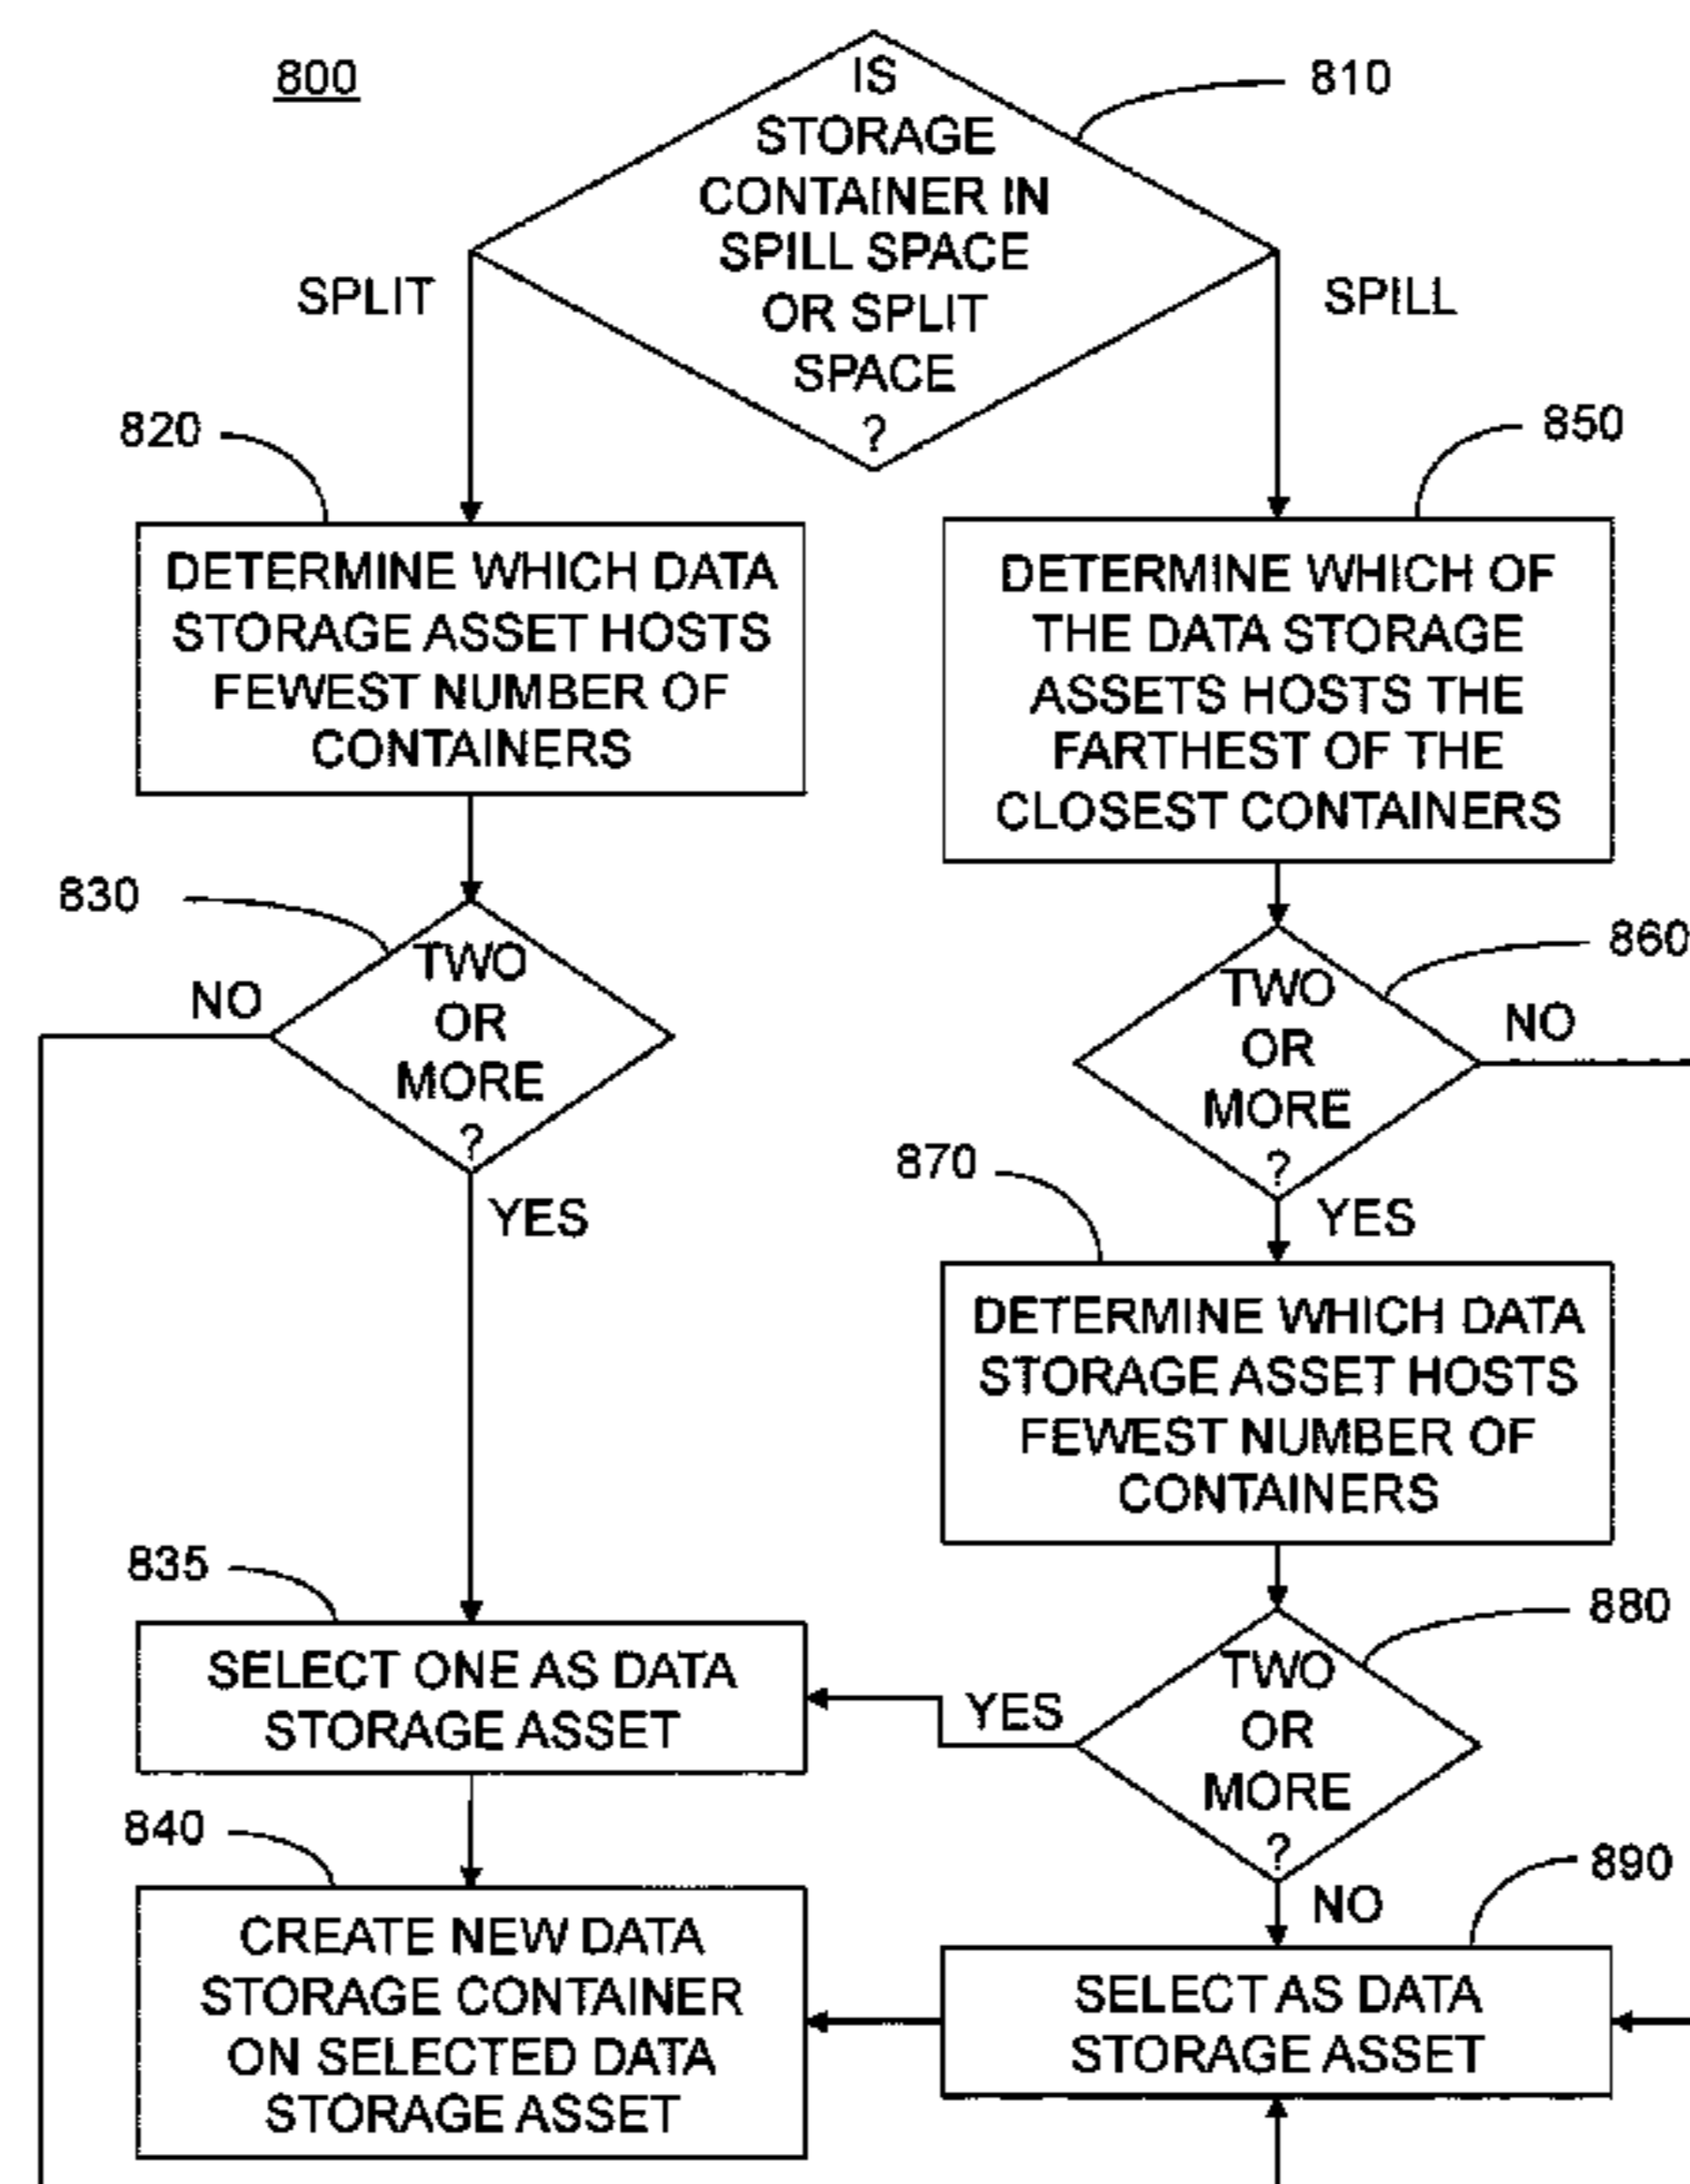 800
810
IS
STORAGE
CONTAINER IN
SPILL SPACE
OR SPLIT
SPACE
?
SPLIT
SPILL
820
DETERMINE WHICH DATA
STORAGE ASSET HOSTS
FEWEST NUMBER OF
CONTAINERS
850
DETERMINE WHICH OF
THE DATA STORAGE
ASSETS HOSTS THE
FARTHEST OF THE
CLOSEST CONTAINERS
830
TWO
OR
MORE
?
NO
YES
860
TWO
OR
MORE
?
NO
YES
870
DETERMINE WHICH DATA
STORAGE ASSET HOSTS
FEWEST NUMBER OF
CONTAINERS
835
SELECT ONE AS DATA
STORAGE ASSET
880
TWO
OR
MORE
?
YES
NO
840
CREATE NEW DATA
STORAGE CONTAINER
ON SELECTED DATA
STORAGE ASSET
890
SELECT AS DATA
STORAGE ASSET